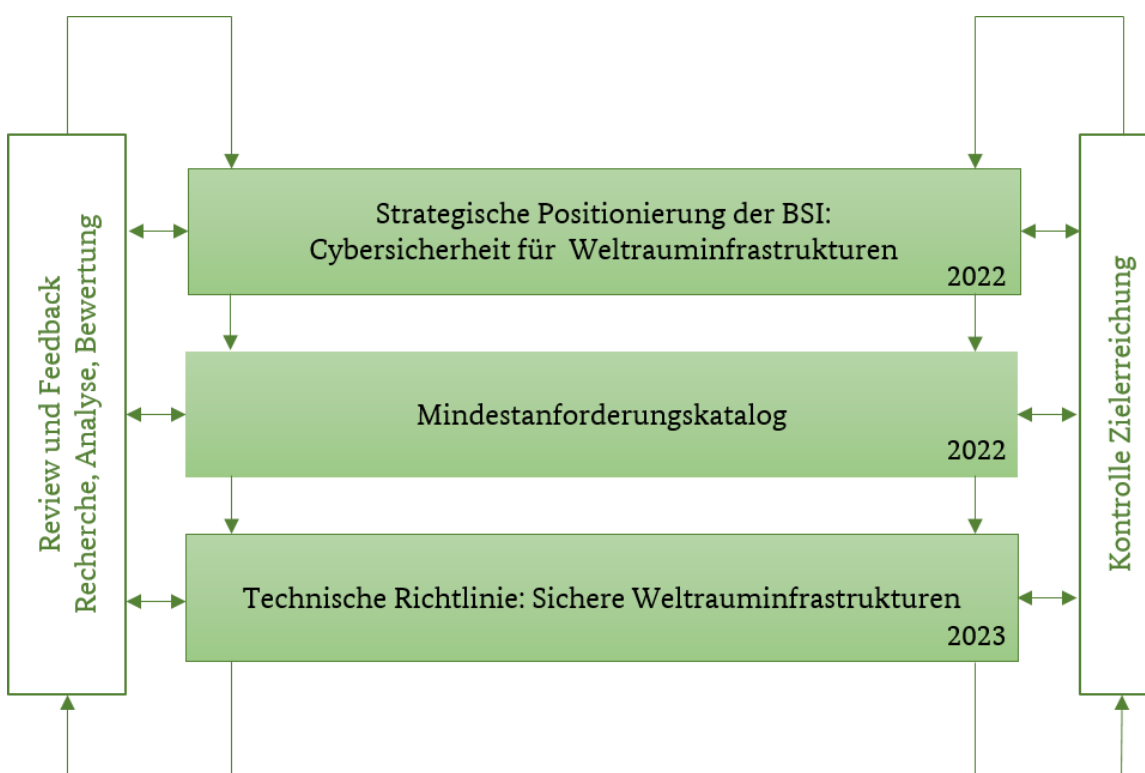 Review und Feedback
Recherche, Analyse, Bewertung
Strategische Positionierung der BSI:
Cybersicherheit für Weltrauminfrastrukturen
2022
Mindestanforderungskatalog
2022
Technische Richtlinie: Sichere Weltrauminfrastrukturen
2023
Kontrolle Zielerreichung